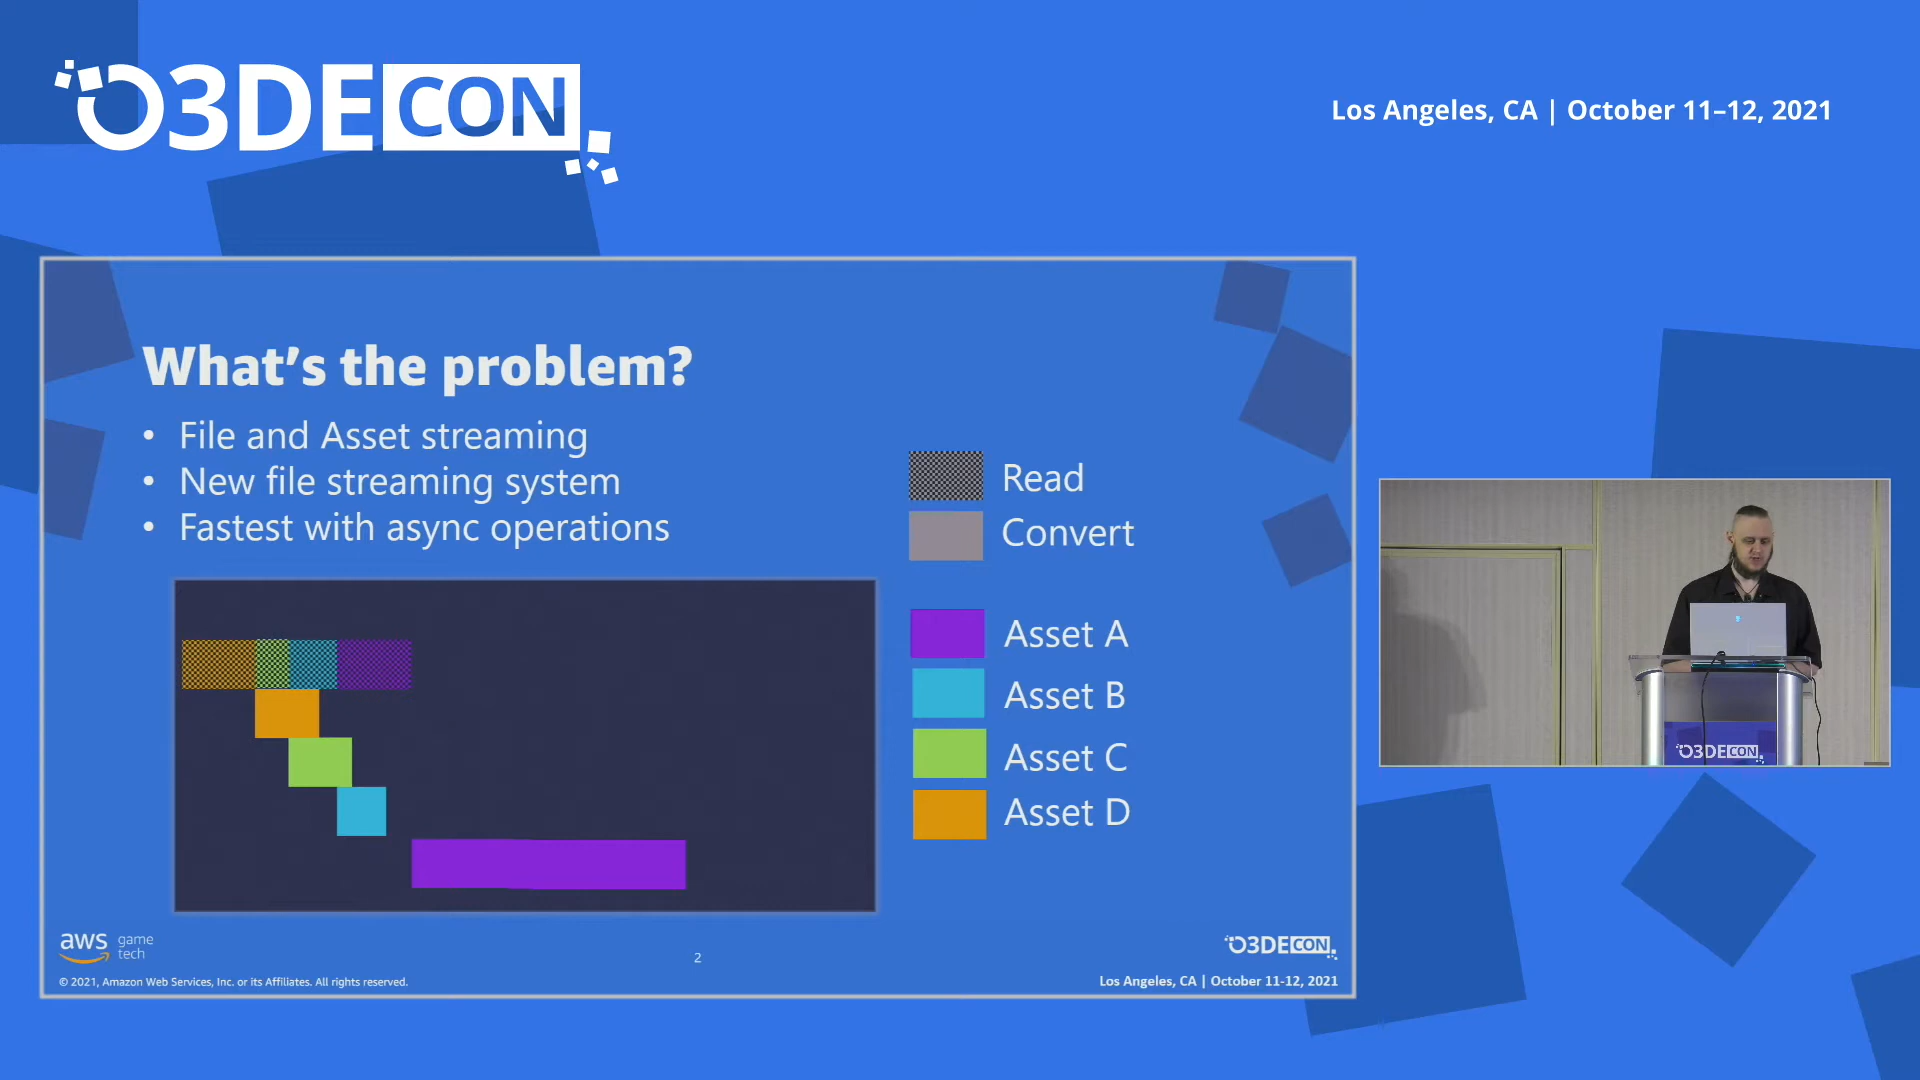 O3DECON
Los Angeles, CA | October 11–12, 2021
What's the problem?
• File and Asset streaming
• New file streaming system
• Fastest with async operations
Read
Convert
Asset A
Asset B
Asset C
Asset D
aws game tech
2
O3DECON
© 2021, Amazon Web Services, Inc. or its Affiliates. All rights reserved.
Los Angeles, CA | October 11-12, 2021
O3DECON